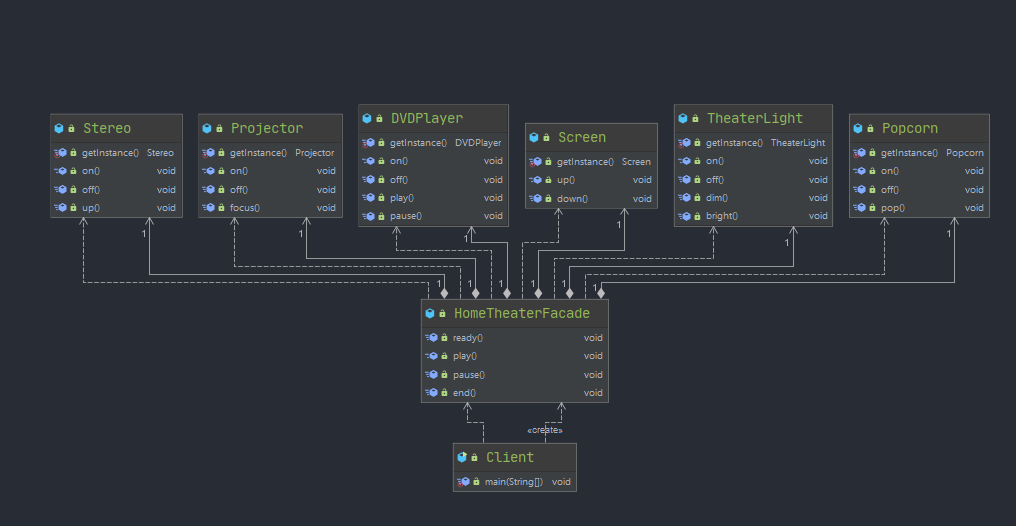 Stereo
getInstance() Stereo
on() void
off() void
up() void
Projector
getInstance() Projector
on() void
off() void
focus() void
DVDPlayer
getInstance() DVDPlayer
on() void
off() void
play() void
pause() void
Screen
getInstance() Screen
up() void
down() void
TheaterLight
getInstance() TheaterLight
on() void
off() void
dim() void
bright() void
Popcorn
getInstance() Popcorn
on() void
off() void
pop() void
1 1 1 1 1 1
1 1 1 1 1 1
HomeTheaterFacade
ready() void
play() void
pause() void
end() void
«create»
Client
main(String[]) void